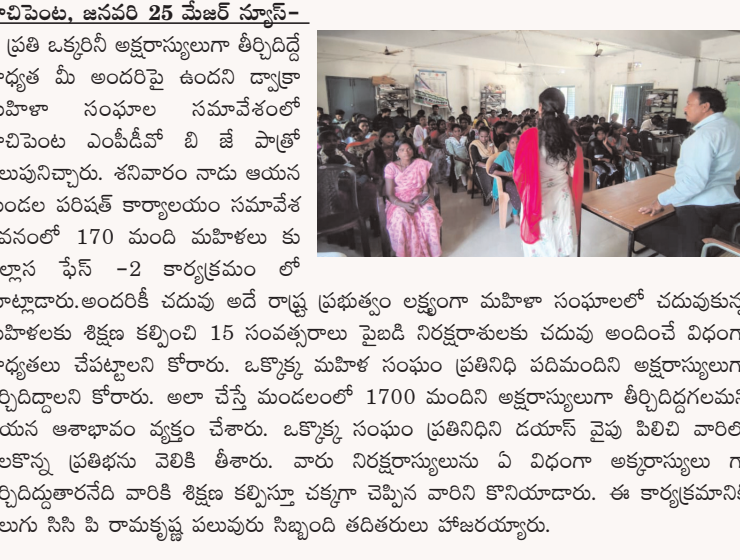 ాచిపెంట, జనవరి 25 మేజర్ న్యూస్-
ప్రతి ఒక్కరినీ అక్షరాస్యులుగా తీర్చిదిద్దే
ాధ్యత మీ అందరిపై ఉందని డ్వాక్రా
మహిళా సంఘాల సమావేశంలో
ాచిపెంట ఎంపీడీవో బి జే పాత్రో
ిలుపునిచ్చారు. శనివారం నాడు ఆయన
మండల పరిషత్ కార్యాలయం సమావేశ
వనంలో 170 మంది మహిళలు కు
ల్లాస ఫేస్ -2 కార్యక్రమం లో
ాట్లాడారు.అందరికీ చదువు అదే రాష్ట్ర ప్రభుత్వం లక్ష్యంగా మహిళా సంఘాలలో చదువుకున్న
మహిళలకు శిక్షణ కల్పించి 15 సంవత్సరాలు పైబడి నిరక్షరాశులకు చదువు అందించే విధంగా
ాధ్యతలు చేపట్టాలని కోరారు. ఒక్కొక్క మహిళ సంఘం ప్రతినిధి పదిమందిని అక్షరాస్యులుగా
ర్చిదిద్దాలని కోరారు. అలా చేస్తే మండలంలో 1700 మందిని అక్షరాస్యులుగా తీర్చిదిద్దగలమని
యన ఆశాభావం వ్యక్తం చేశారు. ఒక్కొక్క సంఘం ప్రతినిధిని డయాస్ వైపు పిలిచి వారిలో
లకొన్న ప్రతిభను వెలికి తీశారు. వారు నిరక్షరాస్యులును ఏ విధంగా అక్కరాస్యులు గా
ర్చిదిద్దుతారనేది వారికి శిక్షణ కల్పిస్తూ చక్కగా చెప్పిన వారిని కొనియాడారు. ఈ కార్యక్రమానికి
లుగు సిసి పి రామకృష్ణ పలువురు సిబ్బంది తదితరులు హాజరయ్యారు.